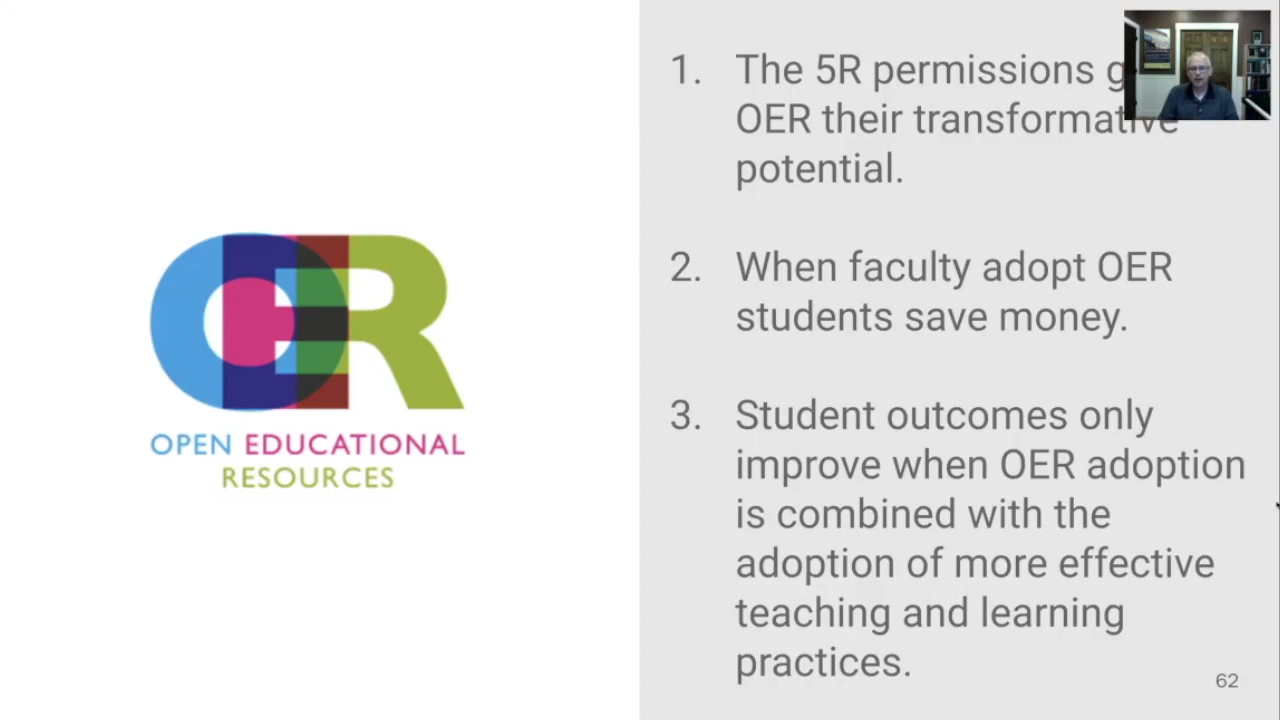 OER
OPEN EDUCATIONAL
RESOURCES
1. The 5R permissions
OER their transformative
potential.
2. When faculty adopt OER
students save money.
3. Student outcomes only
improve when OER adoption
is combined with the
adoption of more effective
teaching and learning
practices.
62